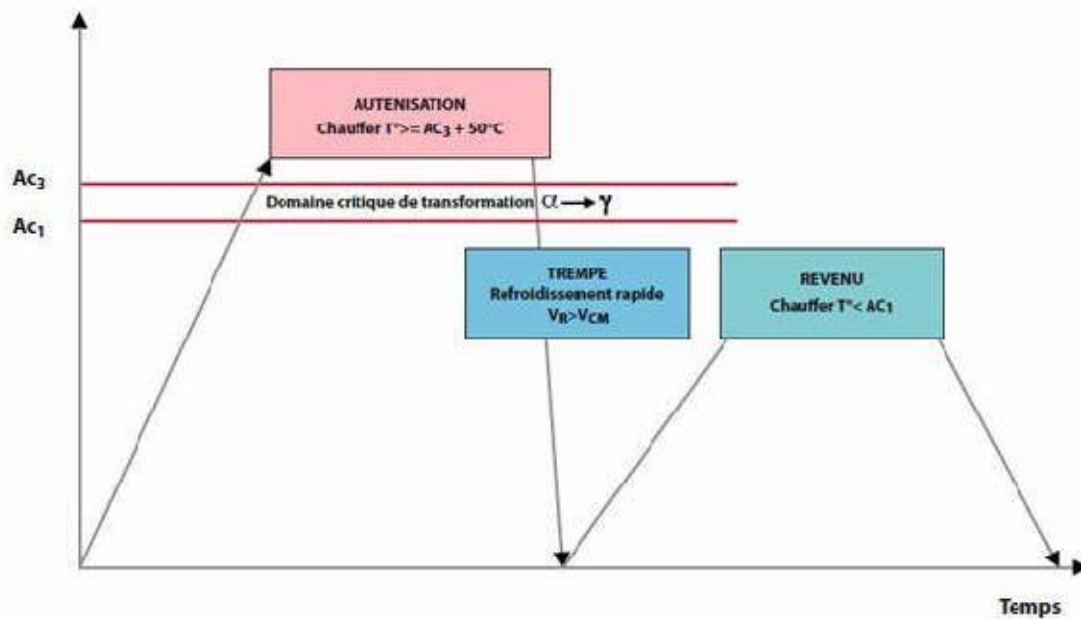 AUTENISATION
Chauffer T°>= AC3 + 50°C
Ac3
Domaine critique de transformation α → γ
Ac1
TREMPE
Refroidissement rapide
VR>VCM
REVENU
Chauffer T°< AC1
Temps